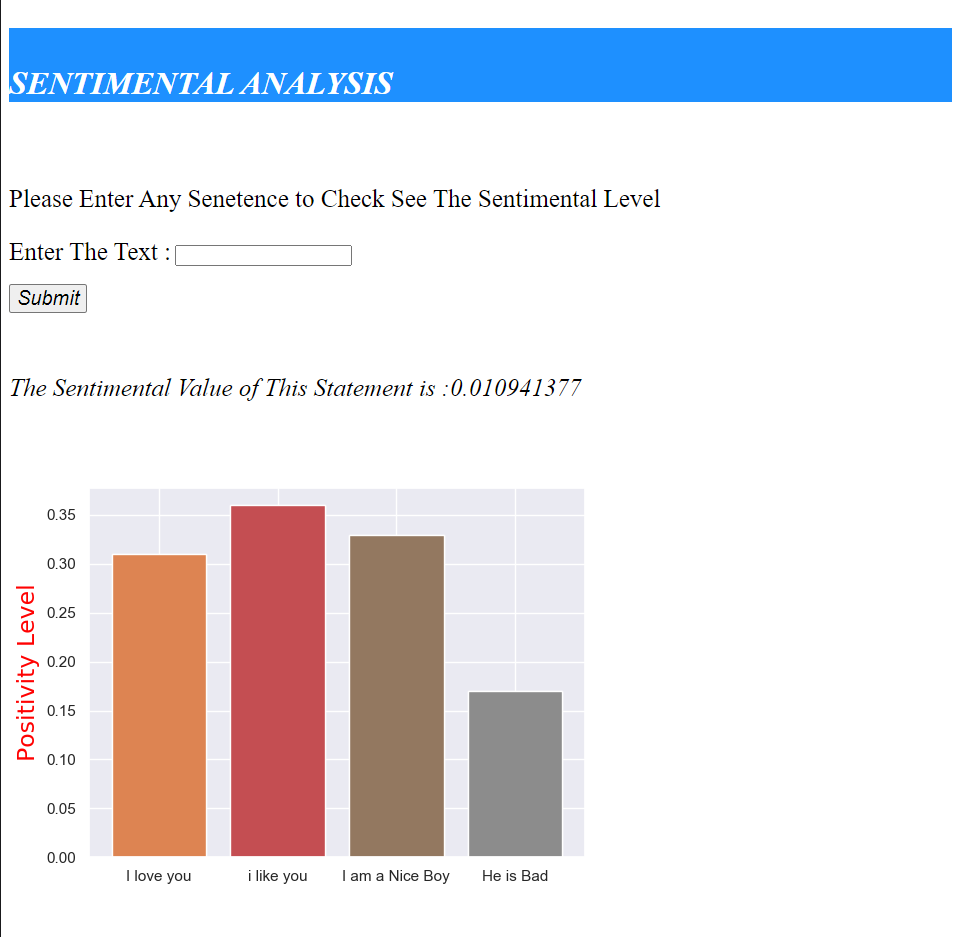 SENTIMENTAL ANALYSIS
Please Enter Any Senetence to Check See The Sentimental Level
Enter The Text :
Submit
The Sentimental Value of This Statement is :0.010941377
Positivity Level
0.35
0.30
0.25
0.20
0.15
0.10
0.05
0.00
I love you
i like you
I am a Nice Boy
He is Bad